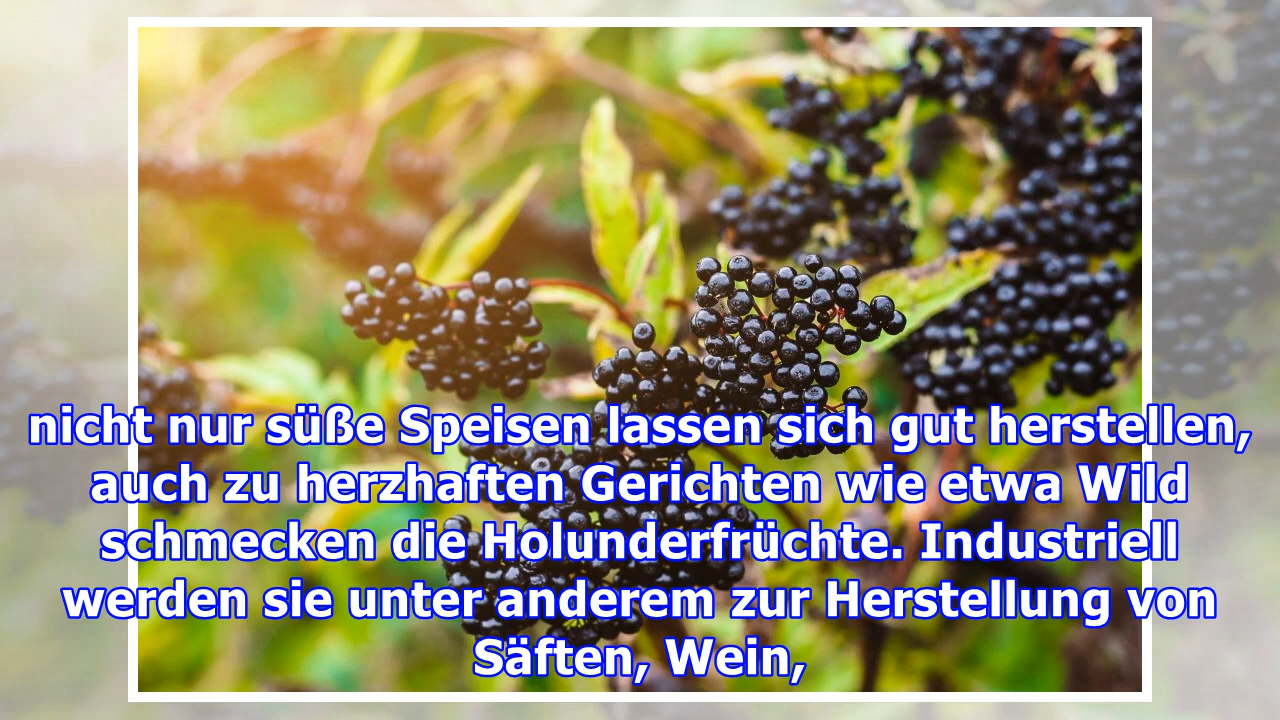 nicht nur süße Speisen lassen sich gut herstellen,
auch zu herzhaften Gerichten wie etwa Wild
schmecken die Holunderfrüchte. Industriell
werden sie unter anderem zur Herstellung von
Säften, Wein,